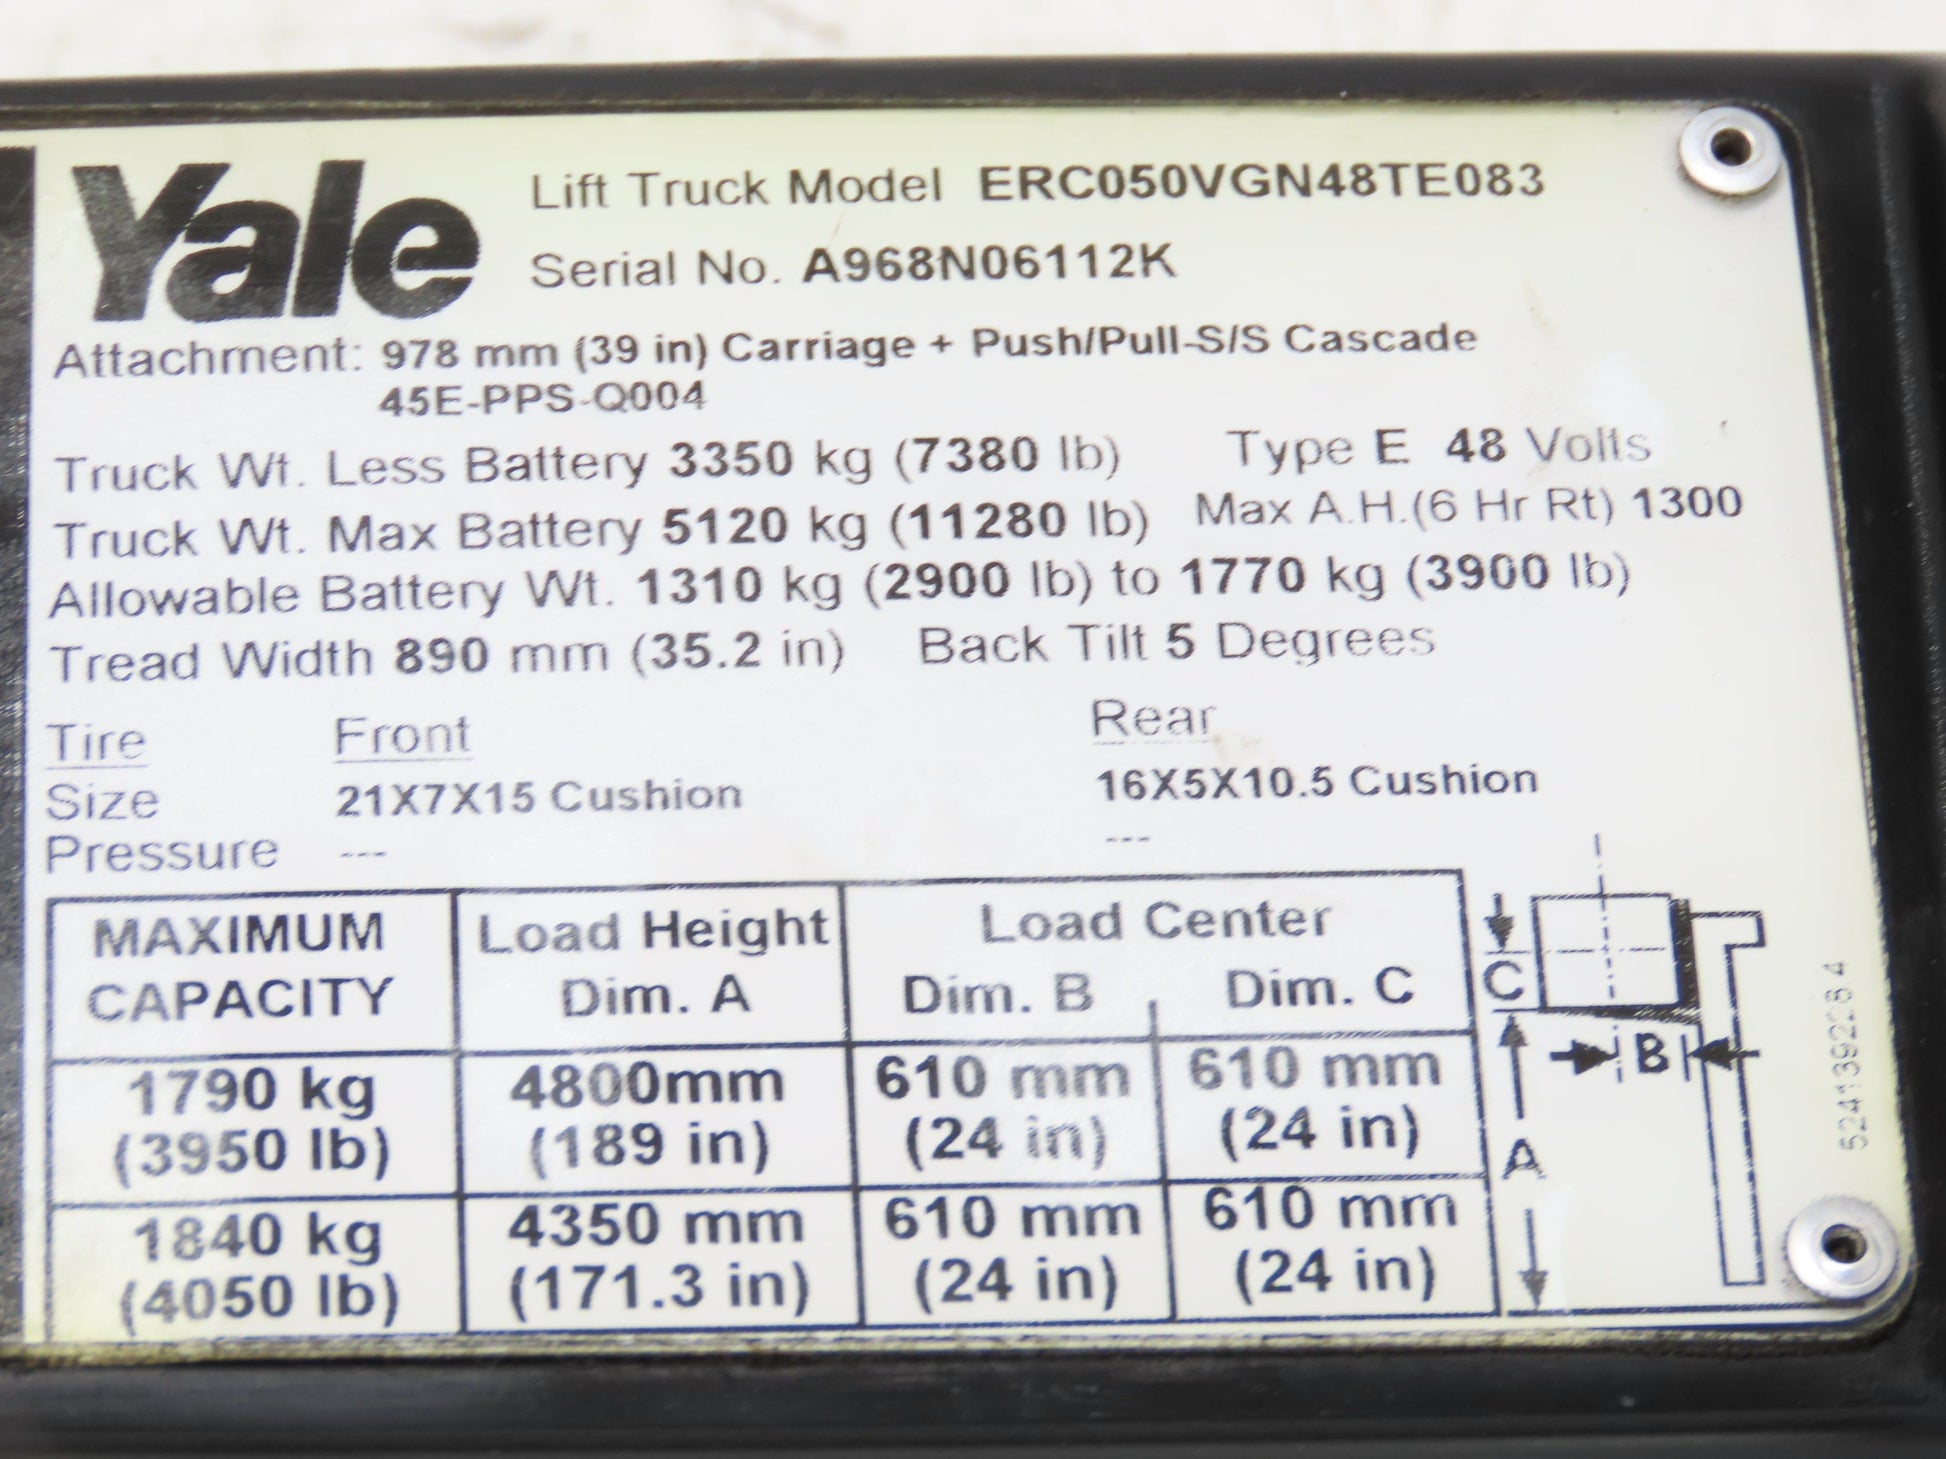 Yale
Lift Truck Model ERC050VGN48TE083
Serial No. A968N06112K
Attachment: 978 mm (39 in) Carriage + Push/Pull-S/S Cascade
45E-PPS-Q004
Truck Wt. Less Battery 3350 kg (7380 lb) Type E 48 Volts
Truck Wt. Max Battery 5120 kg (11280 lb) Max A.H.(6 Hr Rt) 1300
Allowable Battery Wt. 1310 kg (2900 lb) to 1770 kg (3900 lb)
Tread Width 890 mm (35.2 in) Back Tilt 5 Degrees
Tire Front Rear
Size 21X7X15 Cushion 16X5X10.5 Cushion
Pressure --- ---
MAXIMUM Load Height Load Center
CAPACITY Dim. A Dim. B Dim. C
1790 kg 4800mm 610 mm 610 mm
(3950 lb) (189 in) (24 in) (24 in)
1840 kg 4350 mm 610 mm 610 mm
(4050 lb) (171.3 in) (24 in) (24 in)
C
B
A
524139228.4